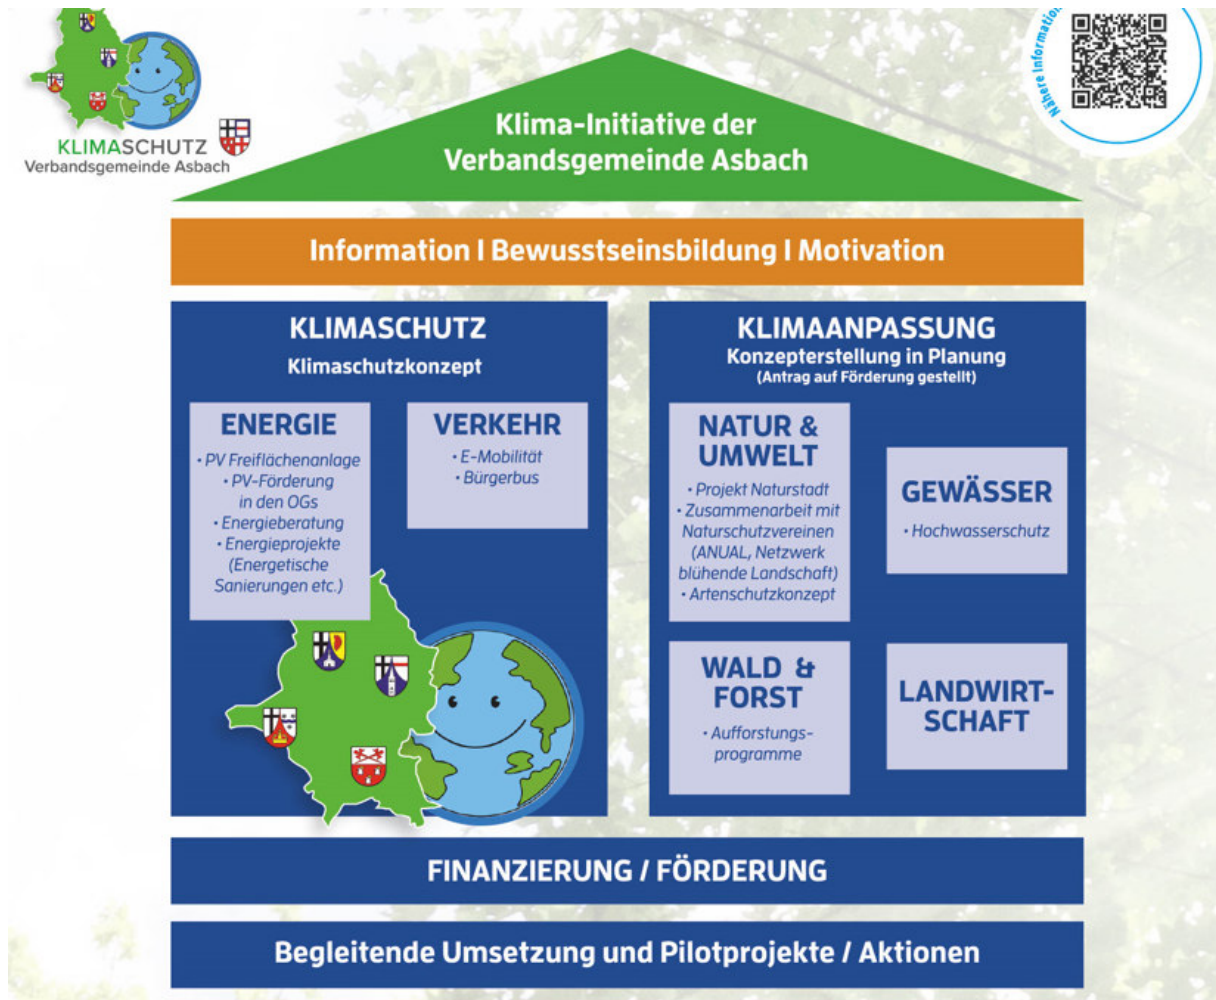 KLIMASCHUTZ
Verbandsgemeinde Asbach
Nähere Information
Klima-Initiative der
Verbandsgemeinde Asbach
Information I Bewusstseinsbildung I Motivation
KLIMASCHUTZ
Klimaschutzkonzept
ENERGIE
• PV Freiflächenanlage
• PV-Förderung
in den OGs
• Energieberatung
• Energieprojekte
(Energetische
Sanierungen etc.)
VERKEHR
• E-Mobilität
• Bürgerbus
KLIMAANPASSUNG
Konzepterstellung in Planung
(Antrag auf Förderung gestellt)
NATUR &
UMWELT
• Projekt Naturstadt
• Zusammenarbeit mit
Naturschutzvereinen
(ANUAL, Netzwerk
blühende Landschaft)
• Artenschutzkonzept
GEWÄSSER
• Hochwasserschutz
WALD &
FORST
• Aufforstungs-
programme
LANDWIRT-
SCHAFT
FINANZIERUNG / FÖRDERUNG
Begleitende Umsetzung und Pilotprojekte / Aktionen